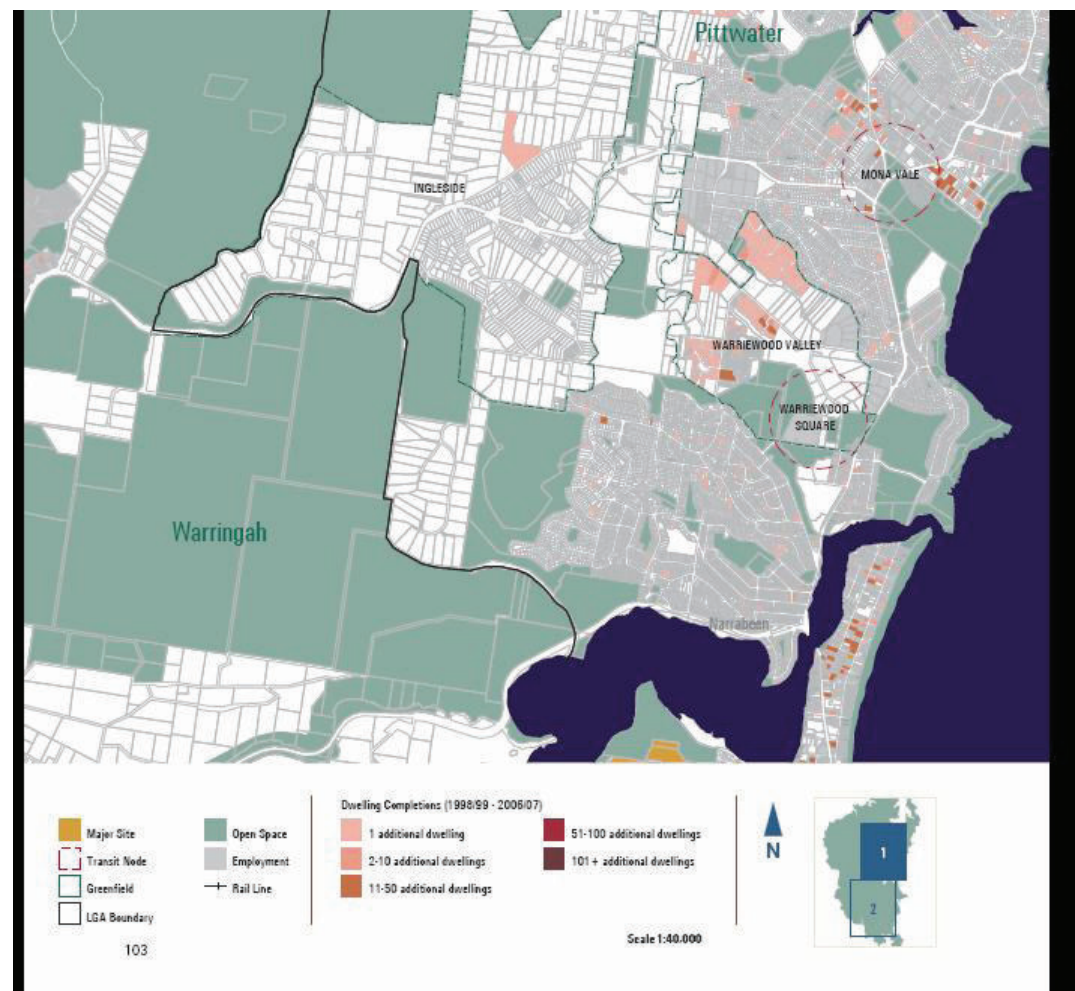 Pittwater
MONA VALE
INGLESIDE
WARRIEWOOD VALLEY
WARRIEWOOD
SQUARE
Warringah
Narrabeen
Major Site
Transit Node
Greenfield
LGA Boundary
Open Space
Employment
Rail Line
Dwelling Completions (1998/99 - 2006/07)
1 additional dwelling
2-10 additional dwellings
11-50 additional dwellings
51-100 additional dwellings
101+ additional dwellings
Scale 1:40,000
N
1
2
103